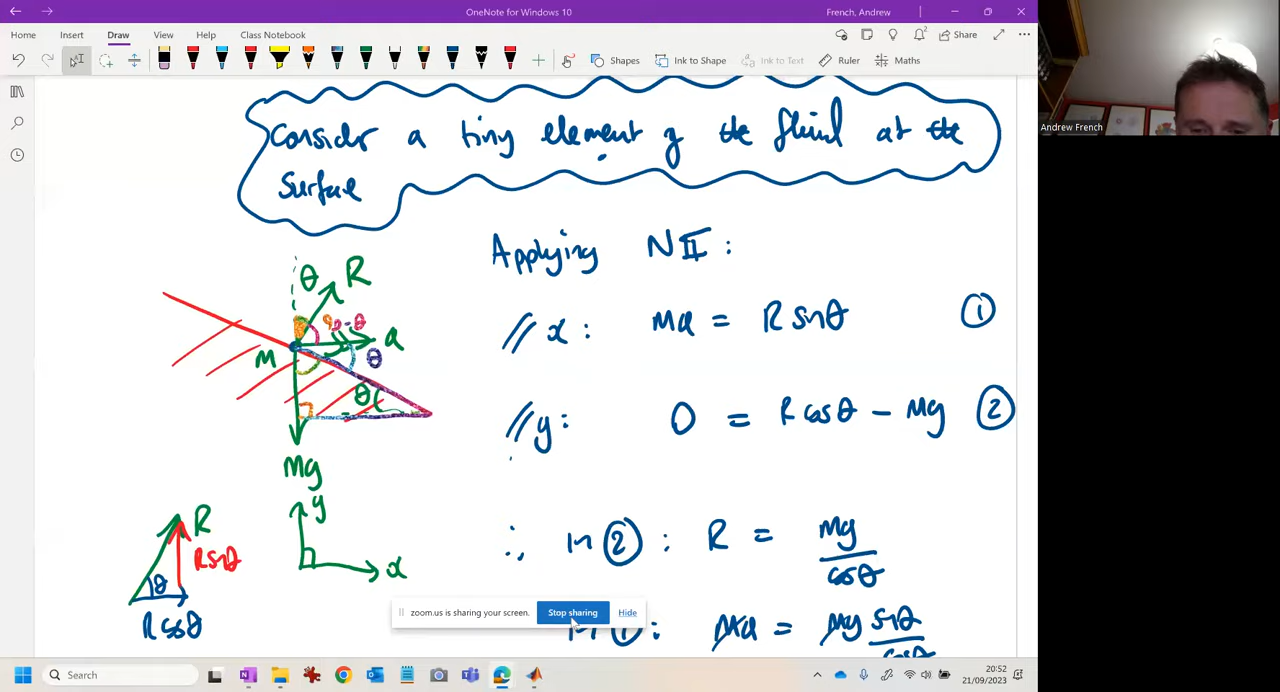 OneNote for Windows 10
French, Andrew
Home Insert Draw View Help Class Notebook
Share
Shapes Ink to Shape Ink to Text Ruler Maths
Andrew French
Consider a tiny element of the fluid at the
surface
Applying NII:
// x: Ma = R sinθ ①
// y: 0 = R cosθ - Mg ②
∴ In ②: R = Mg / cosθ
In ①: Ma = Mg sinθ / cosθ
θ R
90-θ
a
M
θ
θ
Mg
y
x
R
R sinθ
θ
R cosθ
zoom.us is sharing your screen. Stop sharing Hide
Search
20:52
21/09/2023